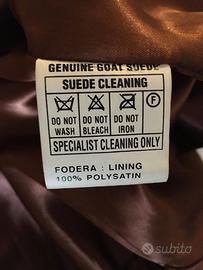 GENUINE GOAT SUEDE
SUEDE CLEANING
F
DO NOT WASH
DO NOT BLEACH
DO NOT IRON
SPECIALIST CLEANING ONLY
FODERA : LINING
100% POLYSATIN
subito